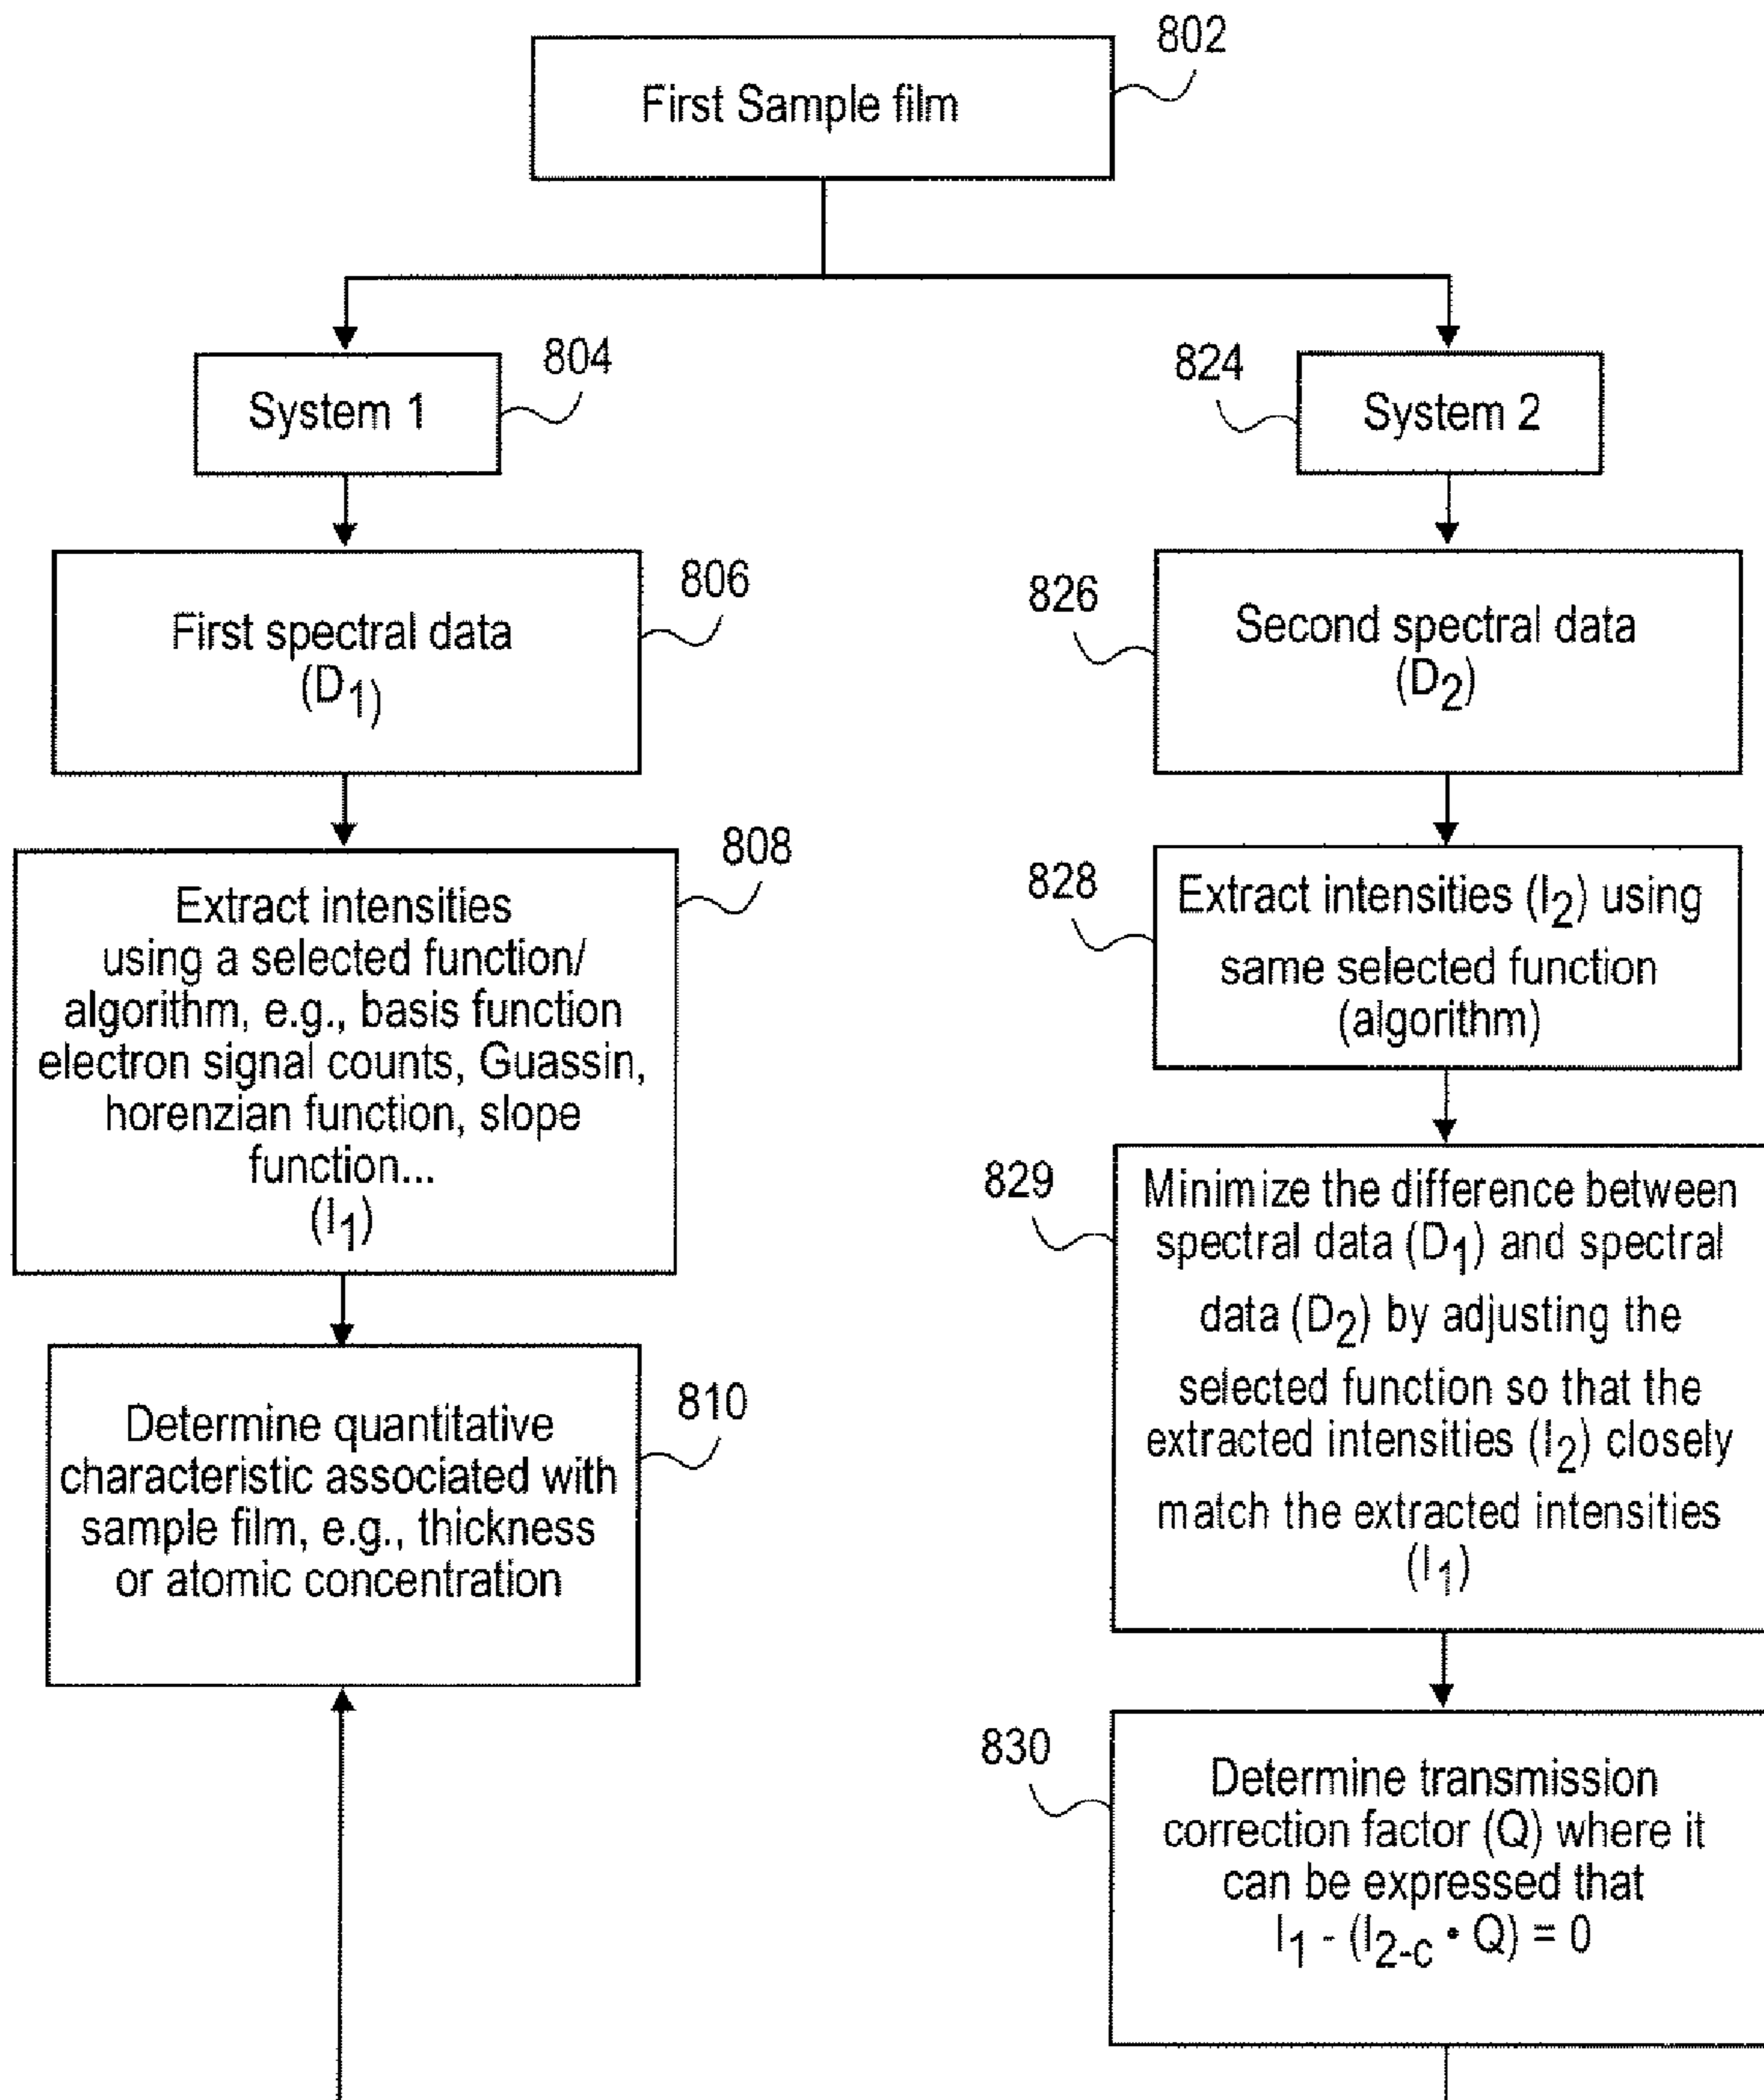 802
First Sample film
804
System 1
824
System 2
806
First spectral data
(D1)
826
Second spectral data
(D2)
808
Extract intensities
using a selected function/
algorithm, e.g., basis function
electron signal counts, Guassin,
horenzian function, slope
function...
(I1)
828
Extract intensities (I2) using
same selected function
(algorithm)
829
Minimize the difference between
spectral data (D1) and spectral
data (D2) by adjusting the
selected function so that the
extracted intensities (I2) closely
match the extracted intensities
(I1)
810
Determine quantitative
characteristic associated with
sample film, e.g., thickness
or atomic concentration
830
Determine transmission
correction factor (Q) where it
can be expressed that
I1 - (I2-c • Q) = 0